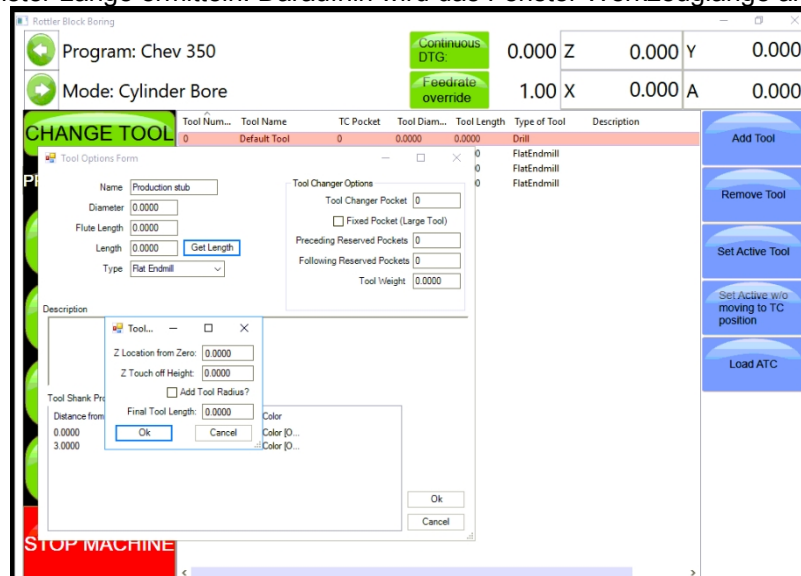 Länge ermitteln. Daraufhin wird das Fenster Werkzeuglänge
Rottler Block Boring
Program: Chev 350
Continuous DTG:
0.000 Z 0.000 Y 0.000
Mode: Cylinder Bore
Feedrate override
1.00 X 0.000 A 0.000
CHANGE TOOL
Tool Num... Tool Name TC Pocket Tool Diam... Tool Length Type of Tool Description
0 Default Tool 0 0.0000 0.0000 Drill
FlatEndmill
FlatEndmill
FlatEndmill
Add Tool
Remove Tool
Set Active Tool
Set Active w/o moving to TC position
Load ATC
Tool Options Form
Name Production stub
Diameter 0.0000
Flute Length 0.0000
Length 0.0000 Get Length
Type Flat Endmill
Tool Changer Options
Tool Changer Pocket 0
Fixed Pocket (Large Tool)
Preceding Reserved Pockets 0
Following Reserved Pockets 0
Tool Weight 0.0000
Description
Tool...
Z Location from Zero: 0.0000
Z Touch off Height: 0.0000
Add Tool Radius?
Final Tool Length: 0.0000
Ok Cancel
Tool Shank Pro
Distance from Color
0.0000 Color [O...
3.0000 Color [O...
Ok
Cancel
STOP MACHINE